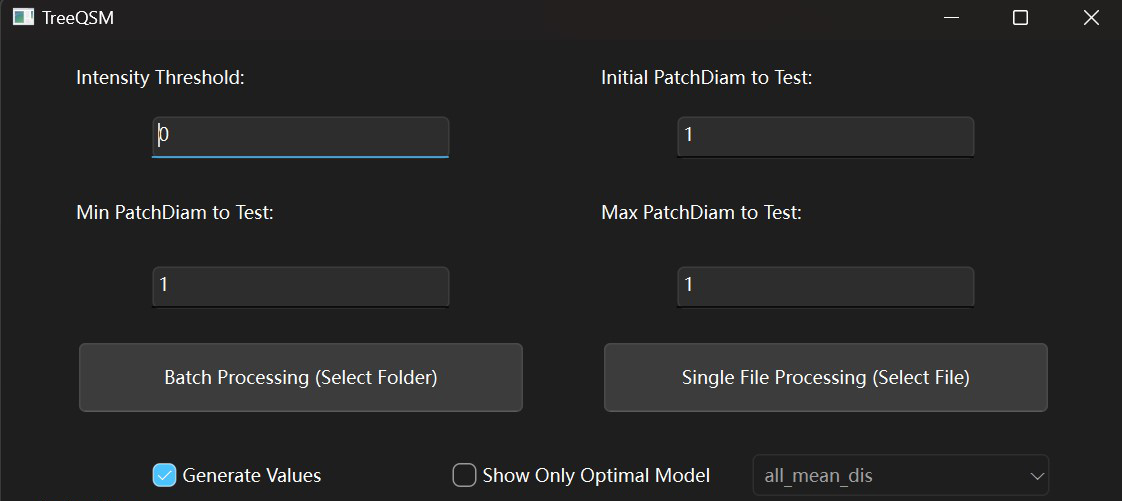 TreeQSM
Intensity Threshold:
Initial PatchDiam to Test:
0
1
Min PatchDiam to Test:
Max PatchDiam to Test:
1
1
Batch Processing (Select Folder)
Single File Processing (Select File)
Generate Values
Show Only Optimal Model
all_mean_dis